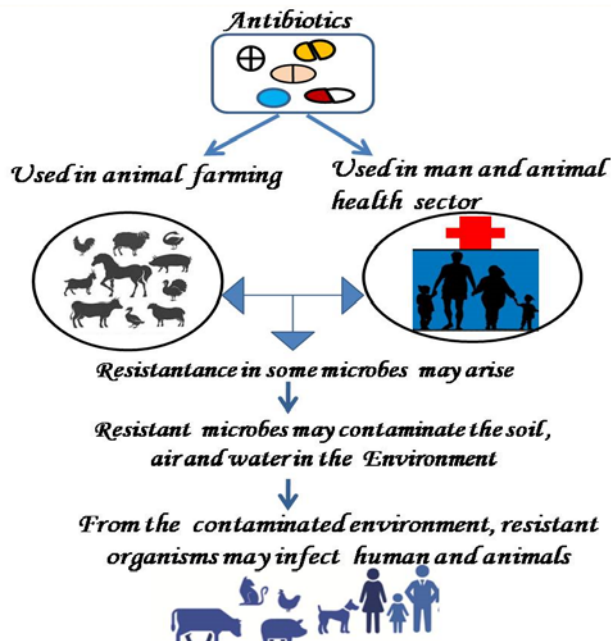 Antibiotics
Used in animal farming
Used in man and animal
health sector
Resistantance in some microbes may arise
Resistant microbes may contaminate the soil,
air and water in the Environment
From the contaminated environment, resistant
organisms may infect human and animals